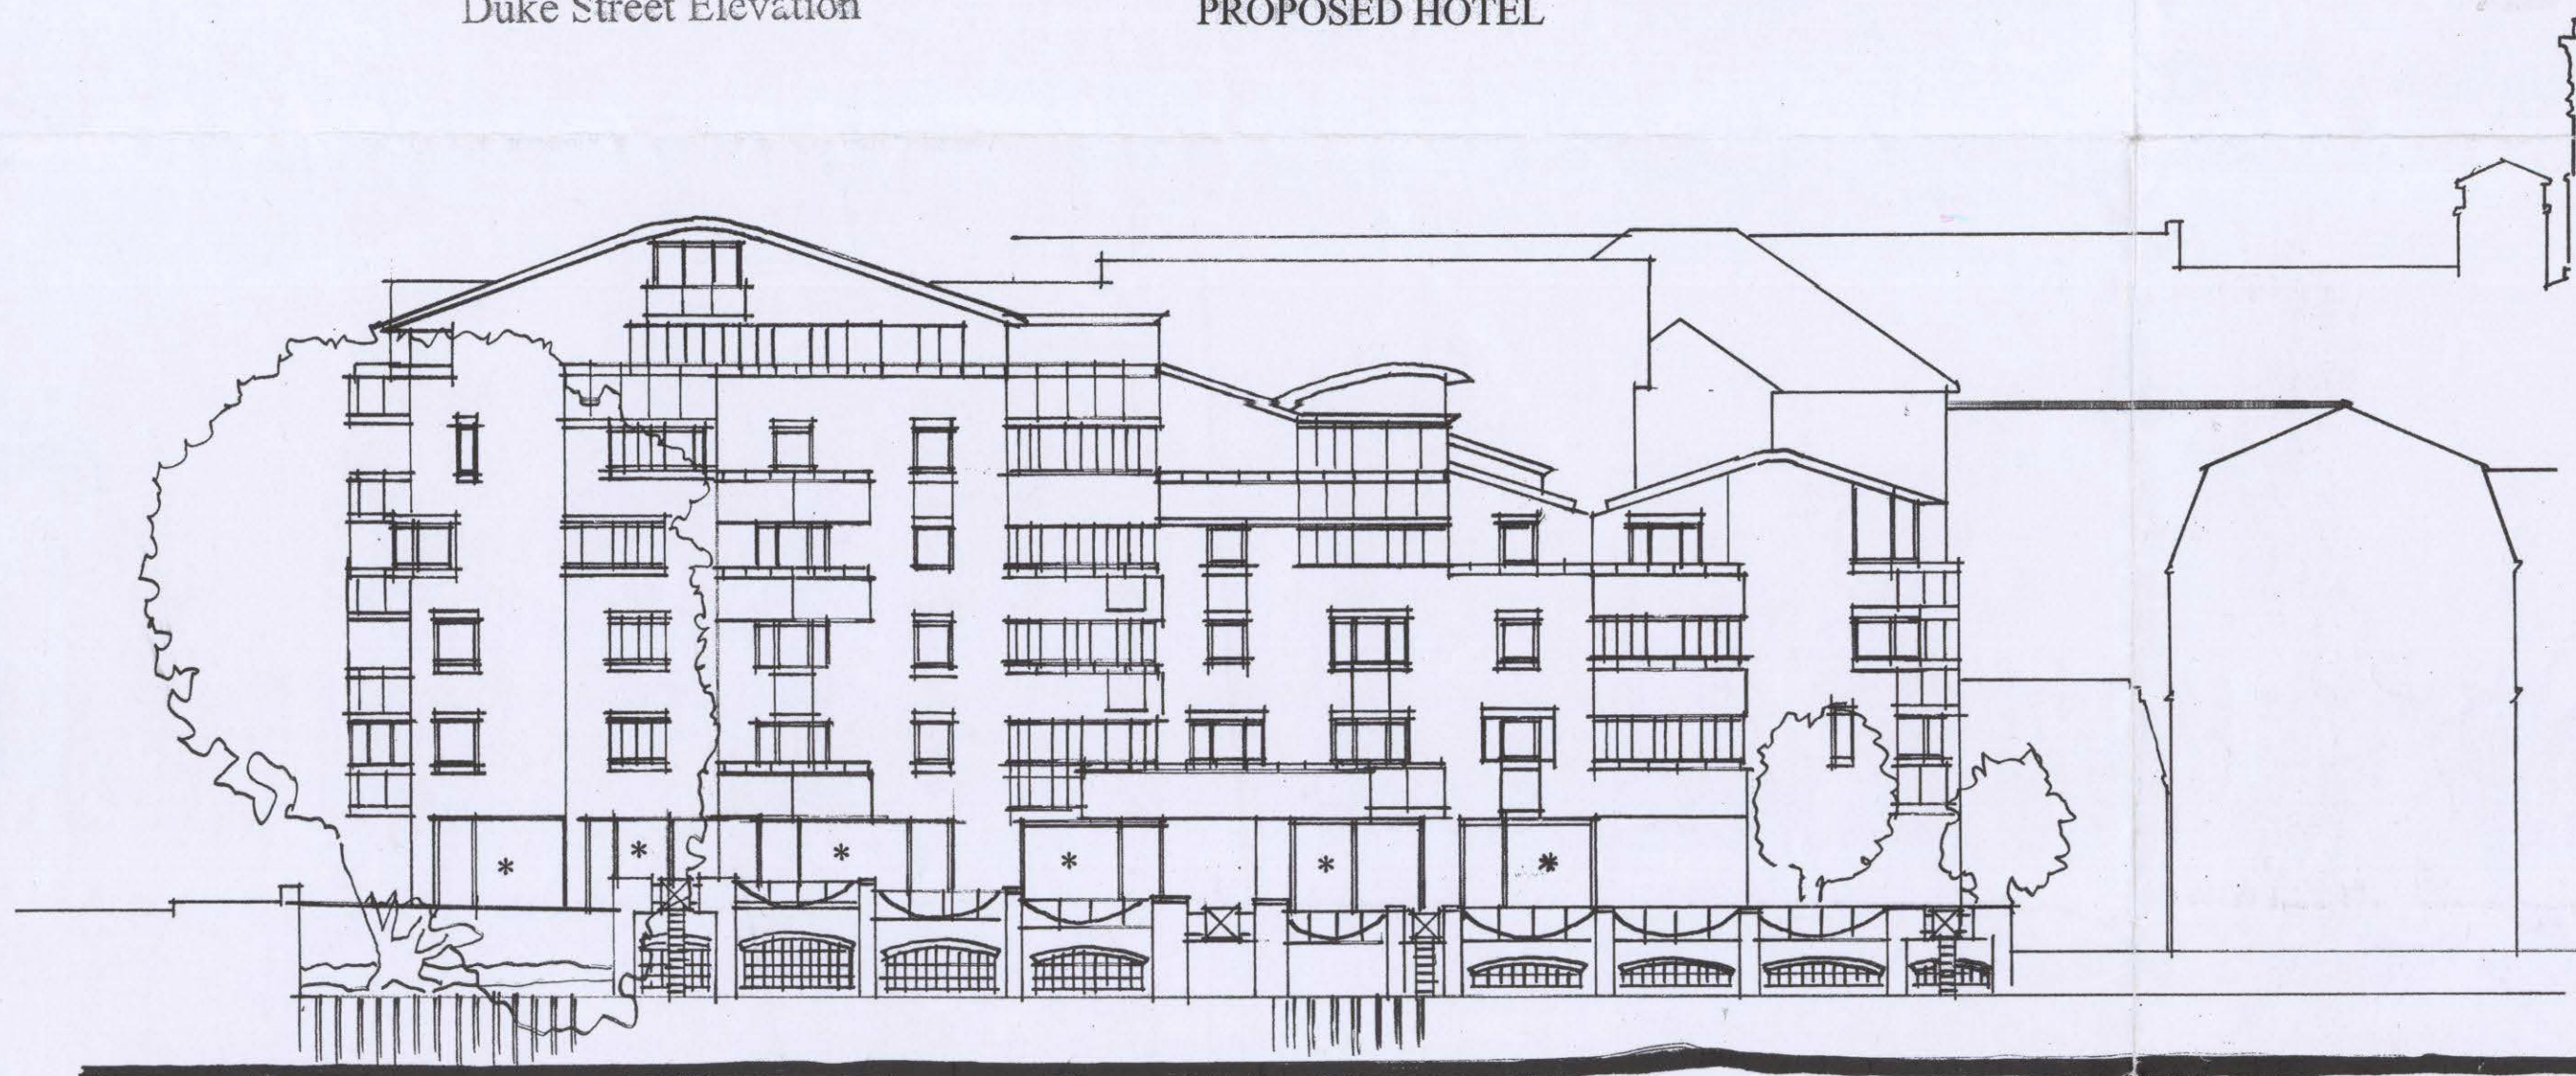 Duke Street Elevation
PROPOSED HOTEL
* * * * * *